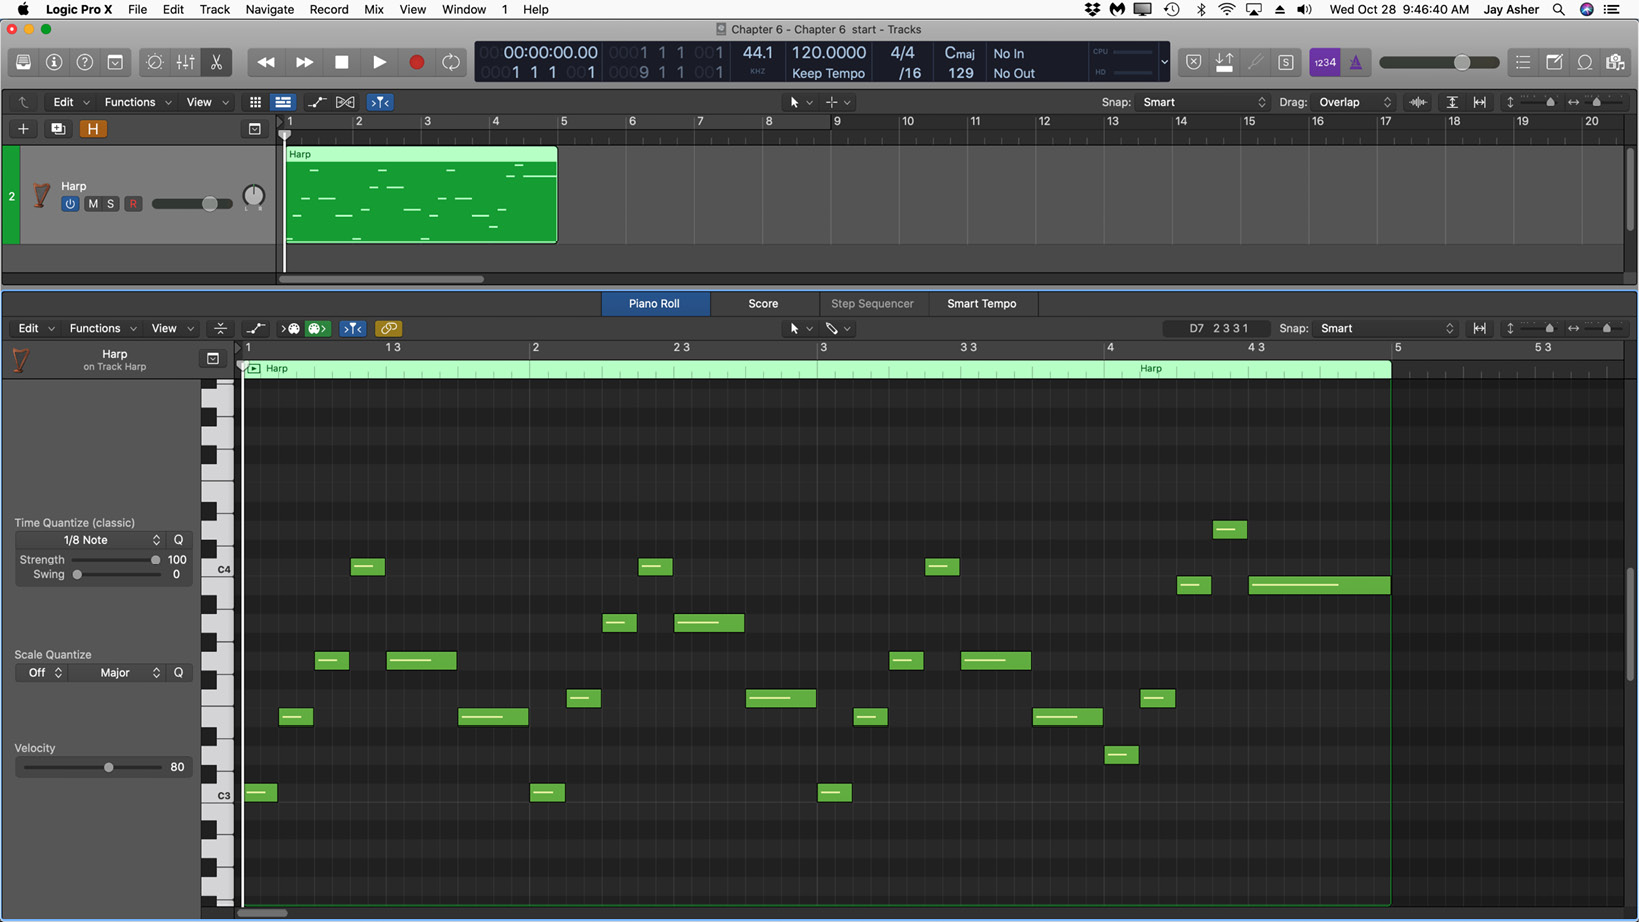 Logic Pro X File Edit Track Navigate Record Mix View Window 1 Help Wed Oct 28 9:46:40 AM Jay Asher
Chapter 6 - Chapter 6 start - Tracks
00:00:00.00 0001 1 1 001 44.1 120.0000 4/4 Cmaj No In CPU
0001 1 1 001 0009 1 1 001 KHZ Keep Tempo /16 129 No Out HD
S 1234
Edit Functions View Snap: Smart Drag: Overlap
H 1 2 3 4 5 6 7 8 9 10 11 12 13 14 15 16 17 18 19 20
Harp
2 Harp
M S R L R
Piano Roll Score Step Sequencer Smart Tempo
Edit Functions View D7 2 3 3 1 Snap: Smart
Harp 1 1 3 2 2 3 3 3 3 4 4 3 5 5 3
on Track Harp Harp Harp
Time Quantize (classic)
1/8 Note Q
Strength 100
Swing 0
C4
Scale Quantize
Off Major Q
Velocity
80
C3